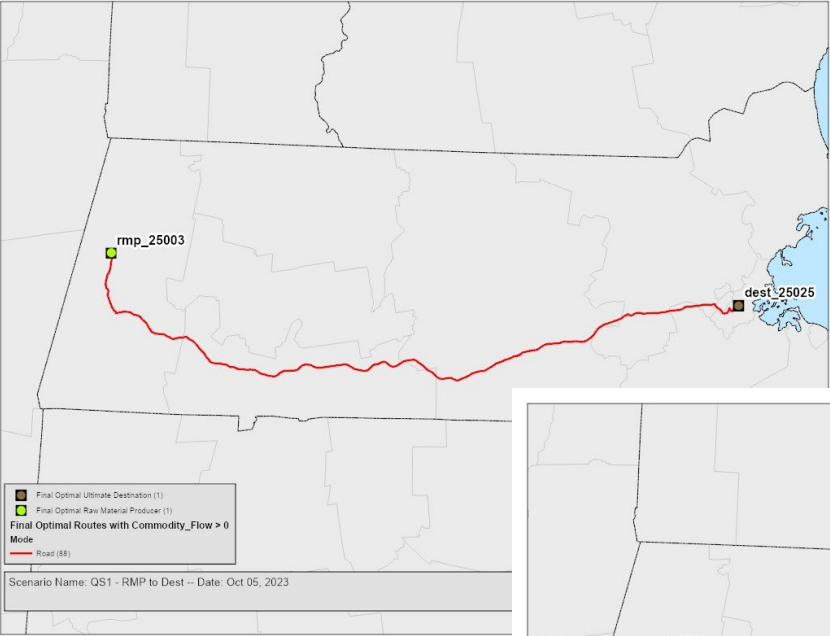 rmp_25003
dest_25025
Final Optimal Ultimate Destination (1)
Final Optimal Raw Material Producer (1)
Final Optimal Routes with Commodity_Flow > 0
Mode
Road (88)
Scenario Name: QS1 - RMP to Dest -- Date: Oct 05, 2023